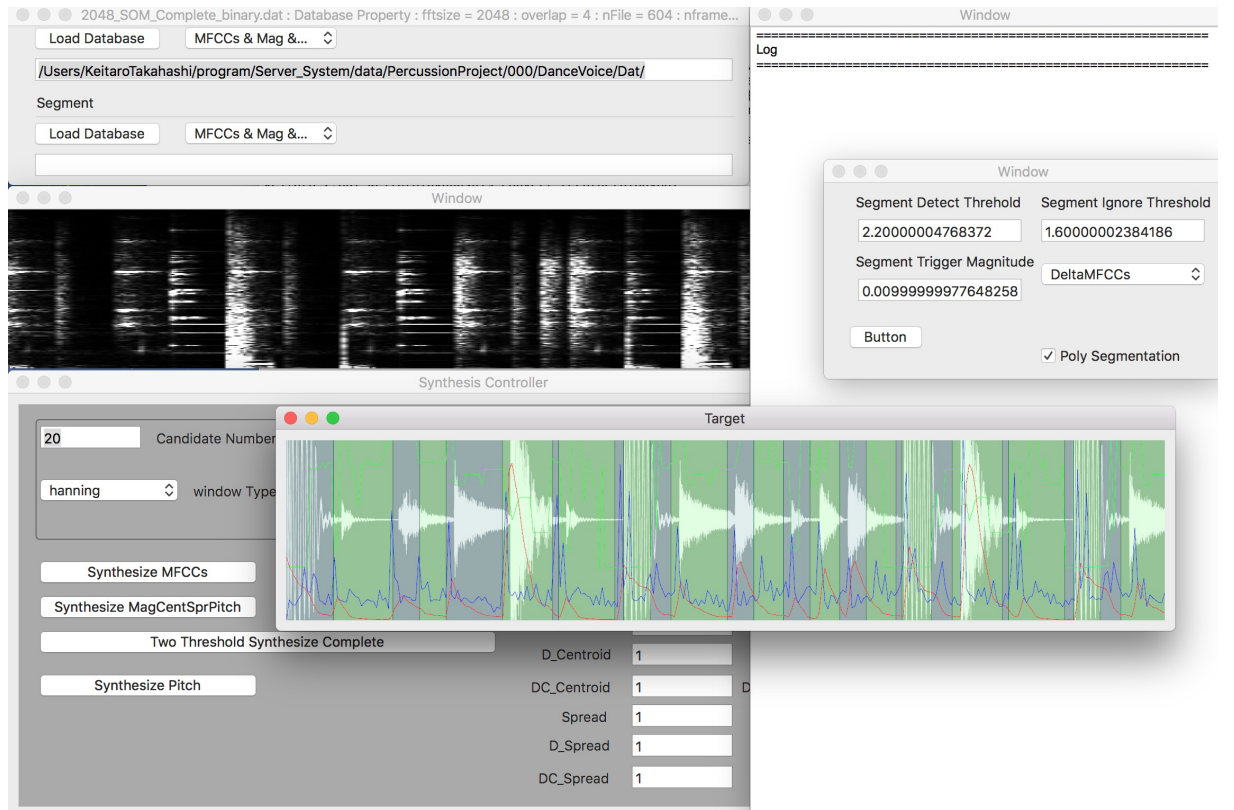 2048_SOM_Complete_binary.dat : Database Property : fftsize = 2048 : overlap = 4 : nFile = 604 : nframe...
Load Database
MFCCs & Mag &...
/Users/KeitaroTakahashi/program/Server_System/data/PercussionProject/000/DanceVoice/Dat/
Segment
Load Database
MFCCs & Mag &...
Window
Log
Window
Segment Detect Threhold
Segment Ignore Threshold
2.20000004768372
1.60000002384186
Segment Trigger Magnitude
DeltaMFCCs
0.00999999977648258
Button
Poly Segmentation
Window
Synthesis Controller
20
Candidate Number
hanning
window Type
Target
Synthesize MFCCs
Synthesize MagCentSprPitch
Two Threshold Synthesize Complete
Synthesize Pitch
D_Centroid
1
DC_Centroid
1
D
Spread
1
D_Spread
1
DC_Spread
1